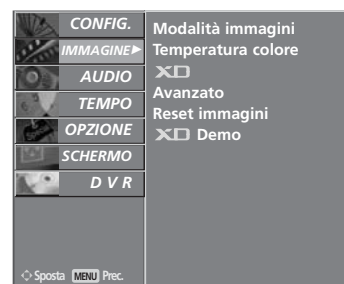 CONFIG.
IMMAGINE
AUDIO
TEMPO
OPZIONE
SCHERMO
D V R
Modalità immagini
Temperatura colore
XD
Avanzato
Reset immagini
XD Demo
Sposta MENU Prec.